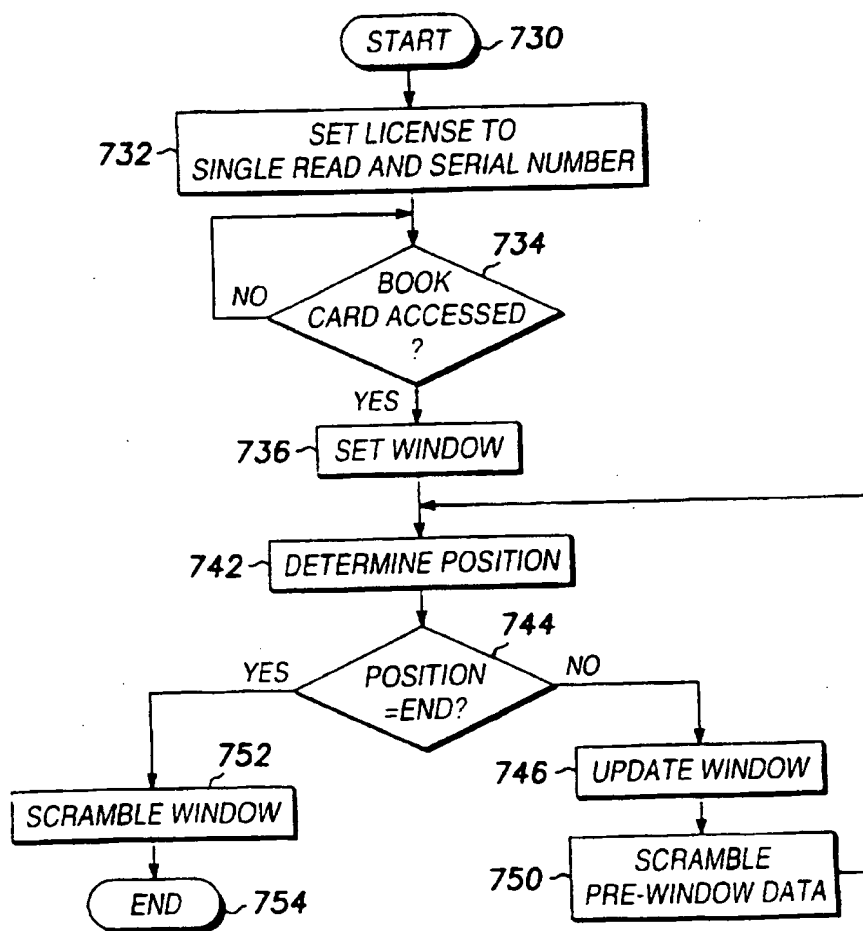 START
730
732
SET LICENSE TO
SINGLE READ AND SERIAL NUMBER
734
BOOK
CARD ACCESSED
?
NO
YES
736
SET WINDOW
742
DETERMINE POSITION
744
POSITION
=END?
YES
NO
752
SCRAMBLE WINDOW
746
UPDATE WINDOW
750
SCRAMBLE
PRE-WINDOW DATA
END
754